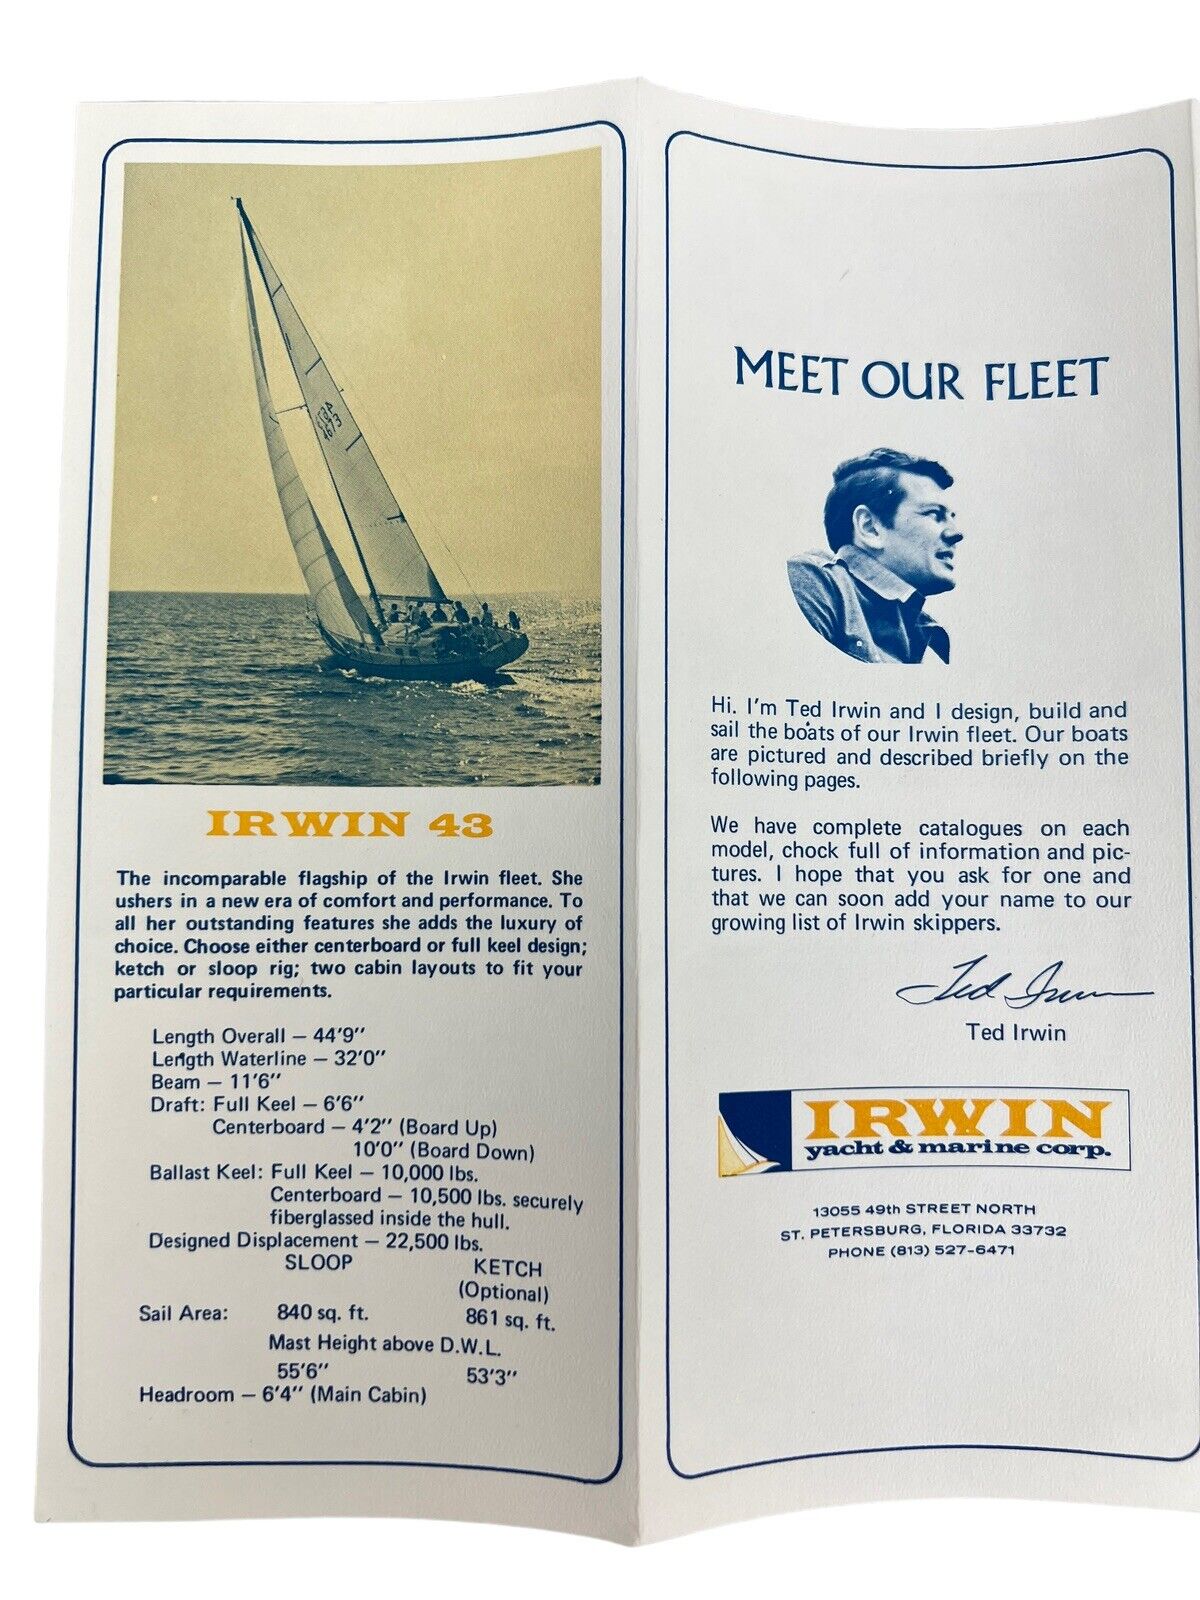 IRWIN 43
The incomparable flagship of the Irwin fleet. She
ushers in a new era of comfort and performance. To
all her outstanding features she adds the luxury of
choice. Choose either centerboard or full keel design;
ketch or sloop rig; two cabin layouts to fit your
particular requirements.
Length Overall — 44'9"
Length Waterline — 32'0"
Beam — 11'6"
Draft: Full Keel — 6'6"
Centerboard — 4'2" (Board Up)
10'0" (Board Down)
Ballast Keel: Full Keel — 10,000 lbs.
Centerboard — 10,500 lbs. securely
fiberglassed inside the hull.
Designed Displacement — 22,500 lbs.
SLOOP KETCH
(Optional)
Sail Area: 840 sq. ft. 861 sq. ft.
Mast Height above D.W.L.
55'6" 53'3"
Headroom — 6'4" (Main Cabin)
MEET OUR FLEET
Hi. I'm Ted Irwin and I design, build and
sail the boats of our Irwin fleet. Our boats
are pictured and described briefly on the
following pages.
We have complete catalogues on each
model, chock full of information and pic-
tures. I hope that you ask for one and
that we can soon add your name to our
growing list of Irwin skippers.
Ted Irwin
Ted Irwin
IRWIN
yacht & marine corp.
13055 49th STREET NORTH
ST. PETERSBURG, FLORIDA 33732
PHONE (813) 527-6471